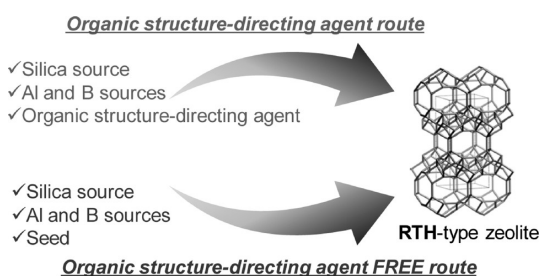 Organic structure-directing agent route
✓Silica source
✓Al and B sources
✓Organic structure-directing agent
✓Silica source
✓Al and B sources
✓Seed
RTH-type zeolite
Organic structure-directing agent FREE route